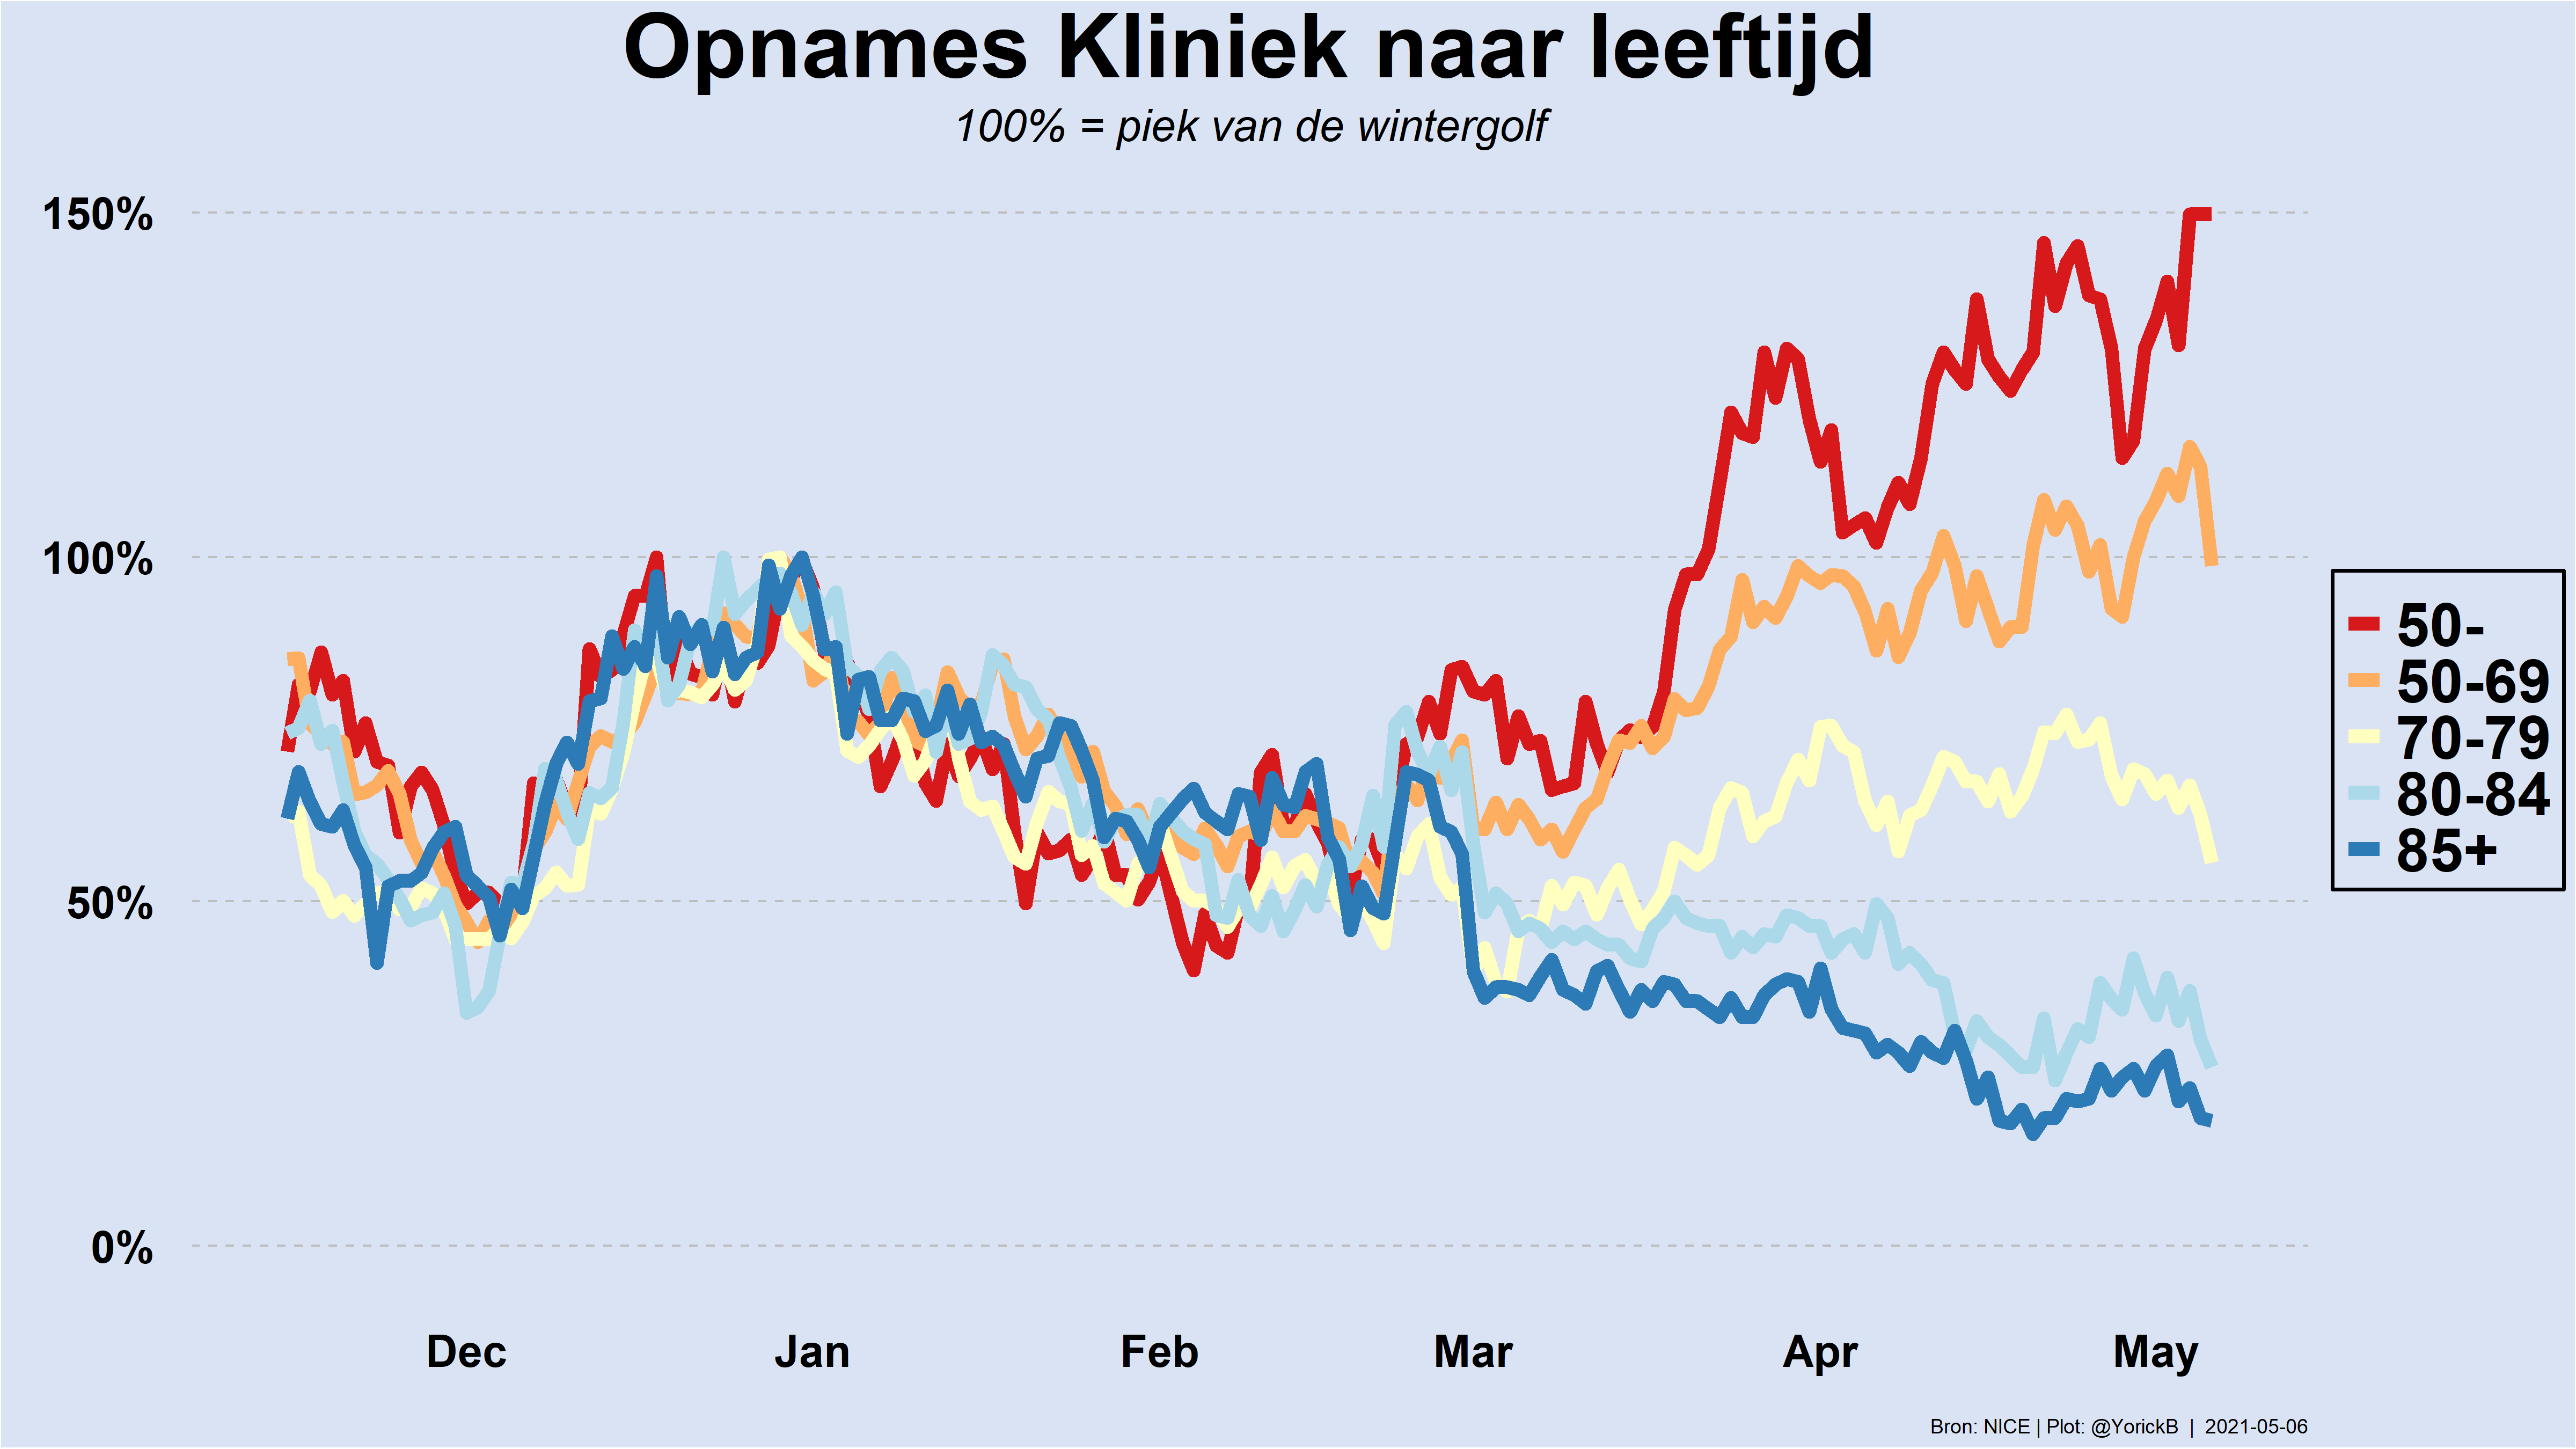 Opnames Kliniek naar leeftijd
100% = piek van de wintergolf
150%
100%
50%
0%
50-
50-69
70-79
80-84
85+
Dec Jan Feb Mar Apr May
Bron: NICE | Plot: @YorickB | 2021-05-06